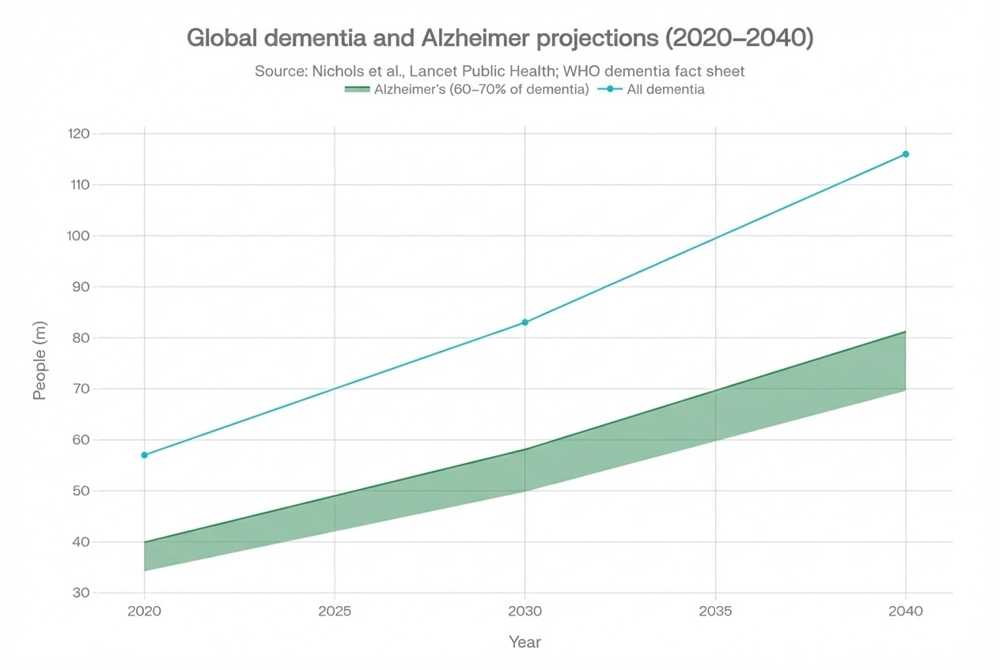 Global dementia and Alzheimer projections (2020–2040)
Source: Nichols et al., Lancet Public Health; WHO dementia fact sheet
Alzheimer's (60–70% of dementia) All dementia
120
110
100
90
80
70
60
50
40
30
People (m)
2020 2025 2030 2035 2040
Year